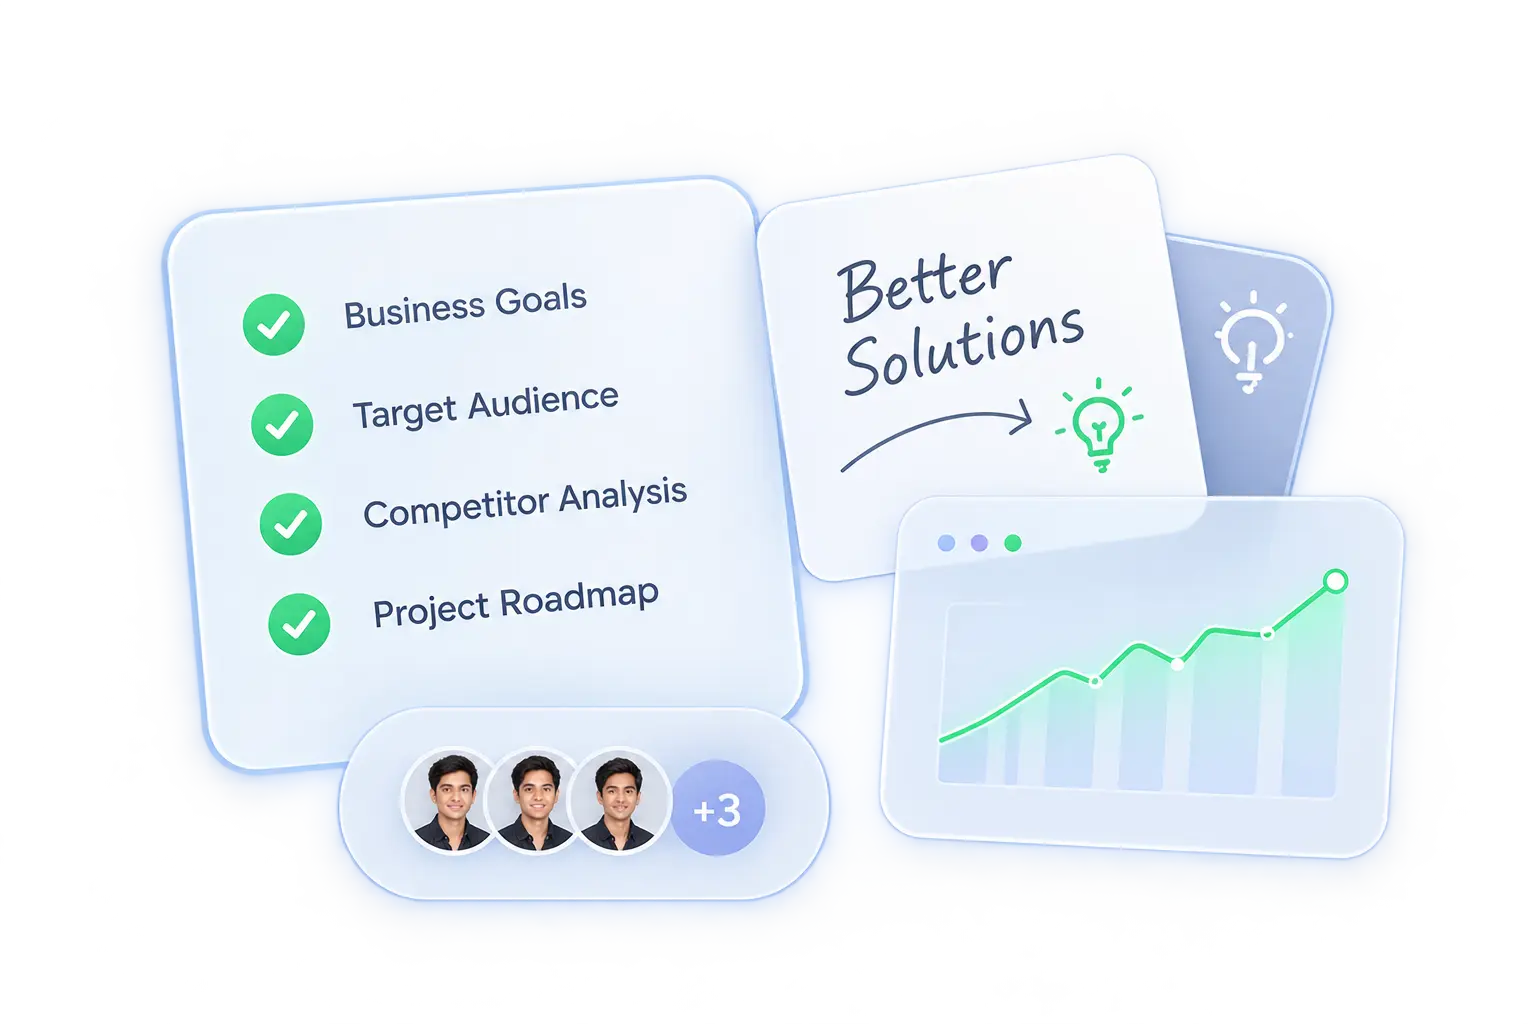 Business Goals
Target Audience
Competitor Analysis
Project Roadmap
Better
Solutions
+3